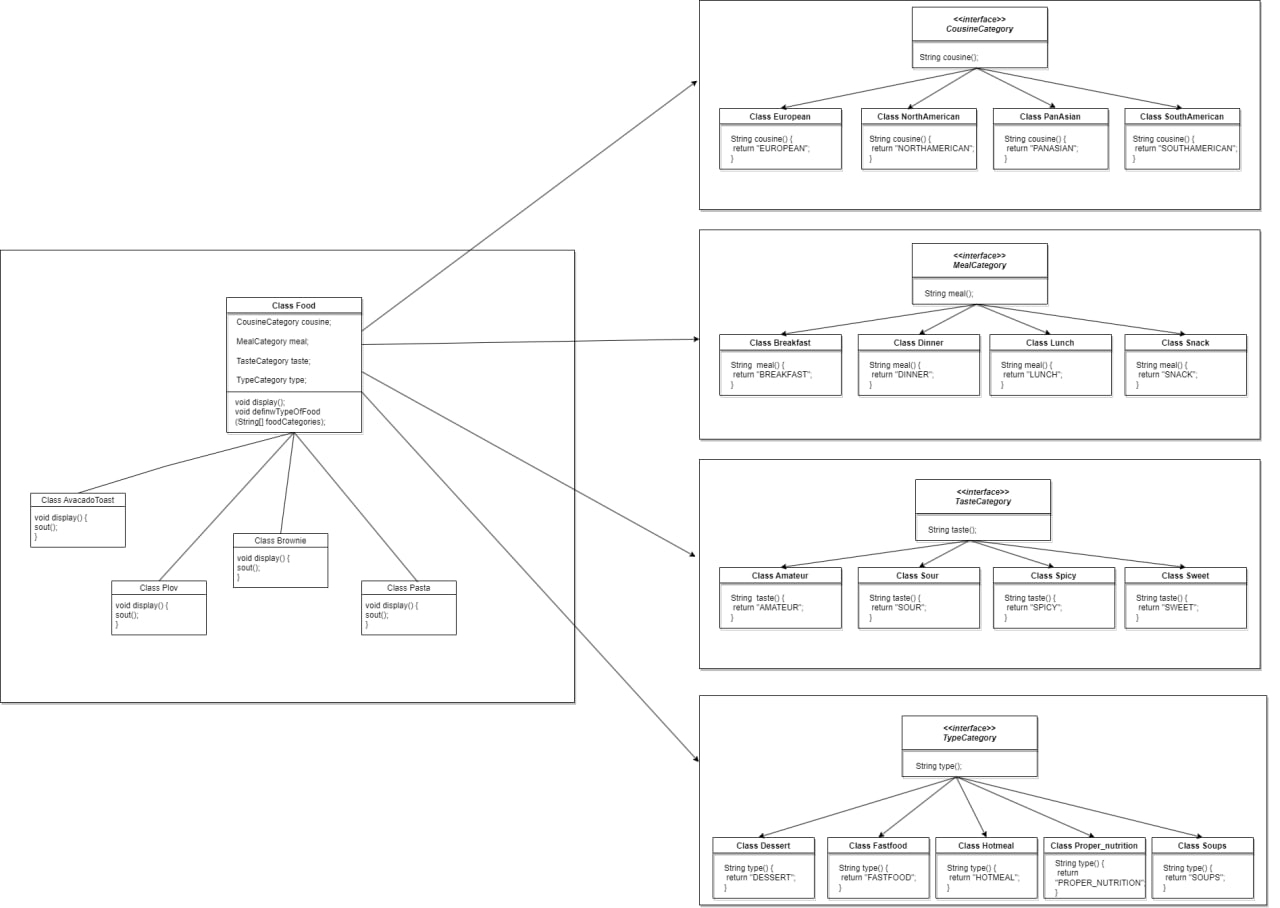 <<interface>>
CousineCategory
String cousine();
Class European
String cousine() {
return "EUROPEAN";
}
Class NorthAmerican
String cousine() {
return "NORTHAMERICAN";
}
Class PanAsian
String cousine() {
return "PANASIAN";
}
Class SouthAmerican
String cousine() {
return "SOUTHAMERICAN";
}
Class Food
CousineCategory cousine;
MealCategory meal;
TasteCategory taste;
TypeCategory type;
void display();
void definwTypeOfFood
(String[] foodCategories);
Class AvacadoToast
void display() {
sout();
}
Class Brownie
void display() {
sout();
}
Class Plov
void display() {
sout();
}
Class Pasta
void display() {
sout();
}
<<interface>>
MealCategory
String meal();
Class Breakfast
String meal() {
return "BREAKFAST";
}
Class Dinner
String meal() {
return "DINNER";
}
Class Lunch
String meal() {
return "LUNCH";
}
Class Snack
String meal() {
return "SNACK";
}
<<interface>>
TasteCategory
String taste();
Class Amateur
String taste() {
return "AMATEUR";
}
Class Sour
String taste() {
return "SOUR";
}
Class Spicy
String taste() {
return "SPICY";
}
Class Sweet
String taste() {
return "SWEET";
}
<<interface>>
TypeCategory
String type();
Class Dessert
String type() {
return "DESSERT";
}
Class Fastfood
String type() {
return "FASTFOOD";
}
Class Hotmeal
String type() {
return "HOTMEAL";
}
Class Proper_nutrition
String type() {
return
"PROPER_NUTRITION";
}
Class Soups
String type() {
return "SOUPS";
}